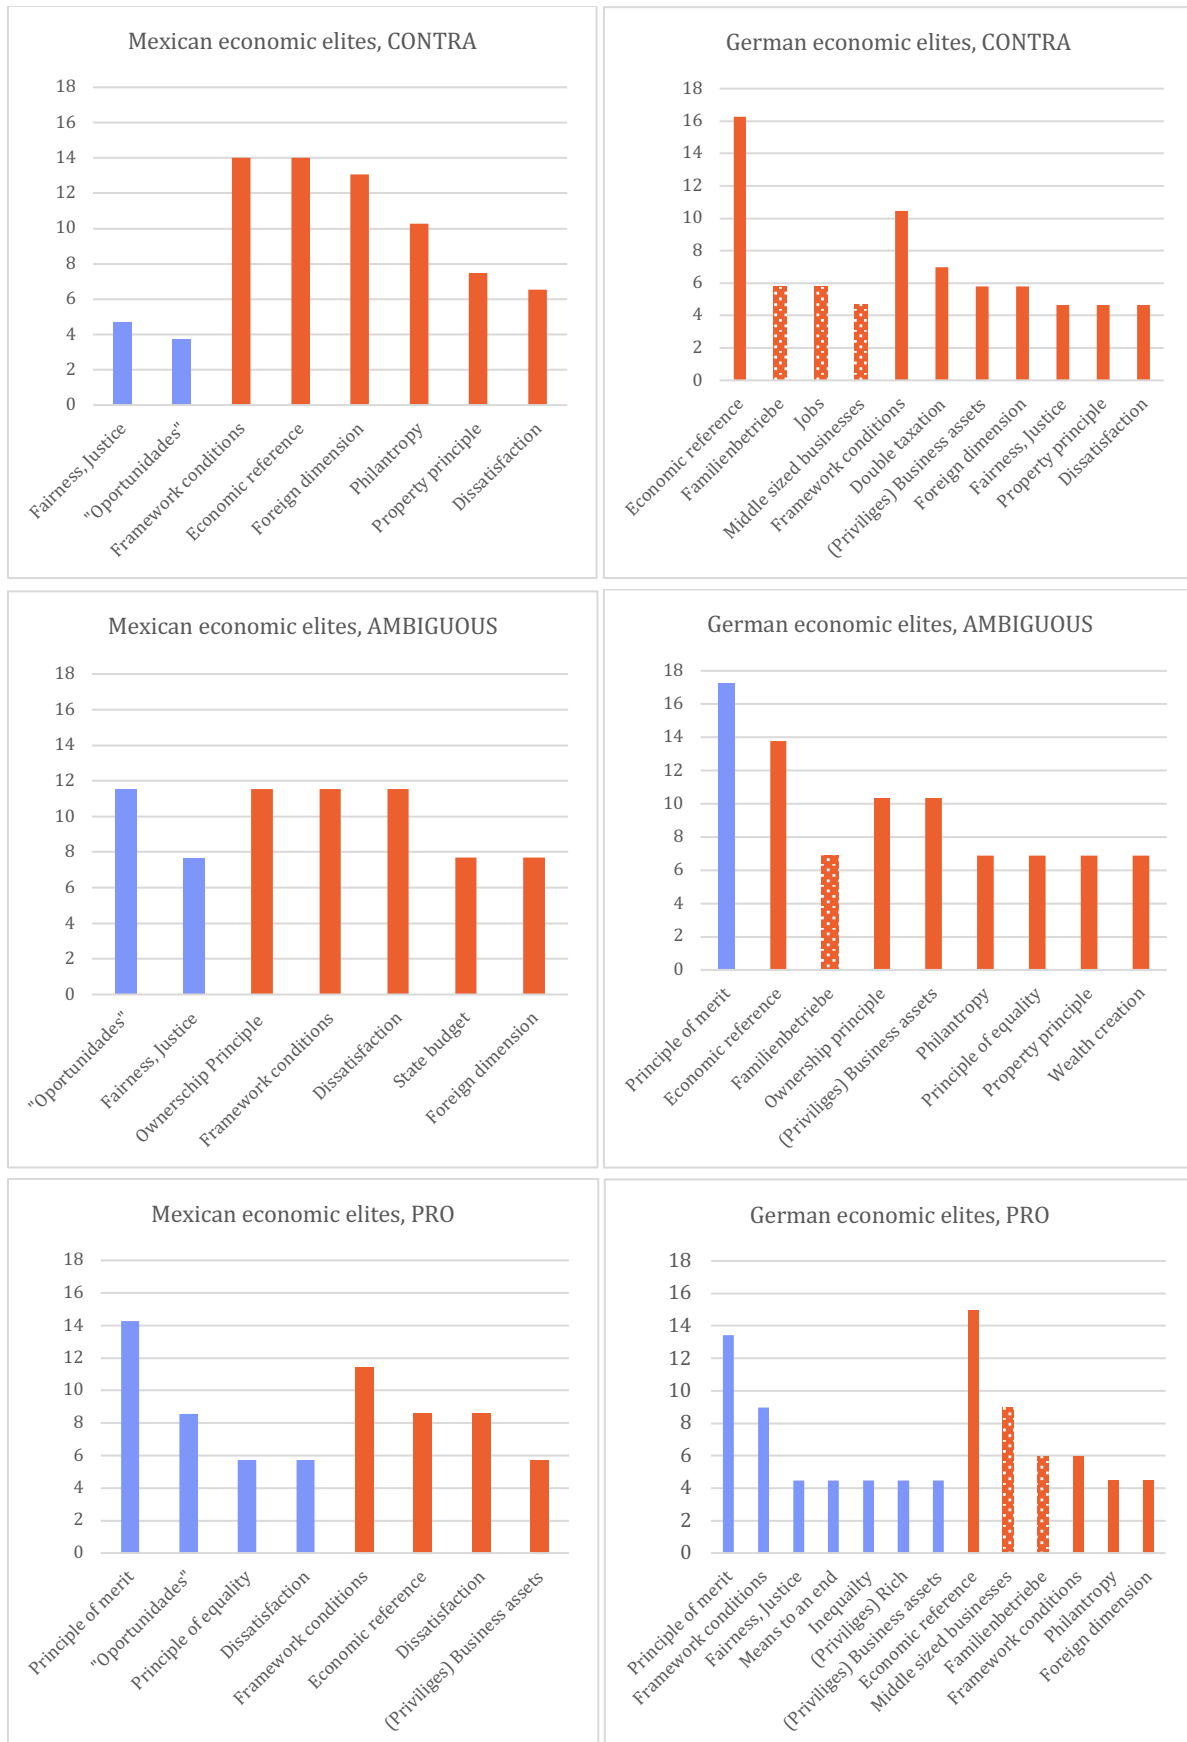 Mexican economic elites, CONTRA
18
16
14
12
10
8
6
4
2
0
Fairness, Justice
"Oportunidades"
Framework conditions
Economic reference
Foreign dimension
Philantropy
Property principle
Dissatisfaction
German economic elites, CONTRA
18
16
14
12
10
8
6
4
2
0
Economic reference
Familienbetriebe
Jobs
Middle sized businesses
Framework conditions
Double taxation
(Priviliges) Business assets
Foreign dimension
Fairness, Justice
Property principle
Dissatisfaction
Mexican economic elites, AMBIGUOUS
18
16
14
12
10
8
6
4
2
0
"Oportunidades"
Fairness, Justice
Ownerschip Principle
Framework conditions
Dissatisfaction
State budget
Foreign dimension
German economic elites, AMBIGUOUS
18
16
14
12
10
8
6
4
2
0
Principle of merit
Economic reference
Familienbetriebe
Ownership principle
(Priviliges) Business assets
Philantropy
Principle of equality
Property principle
Wealth creation
Mexican economic elites, PRO
18
16
14
12
10
8
6
4
2
0
Principle of merit
"Oportunidades"
Principle of equality
Dissatisfaction
Framework conditions
Economic reference
Dissatisfaction
(Priviliges) Business assets
German economic elites, PRO
18
16
14
12
10
8
6
4
2
0
Principle of merit
Framework conditions
Fairness, Justice
Means to an end
Inequailty
(Priviliges) Rich
(Priviliges) Business assets
Economic reference
Middle sized businesses
Familienbetriebe
Framework conditions
Philantropy
Foreign dimension